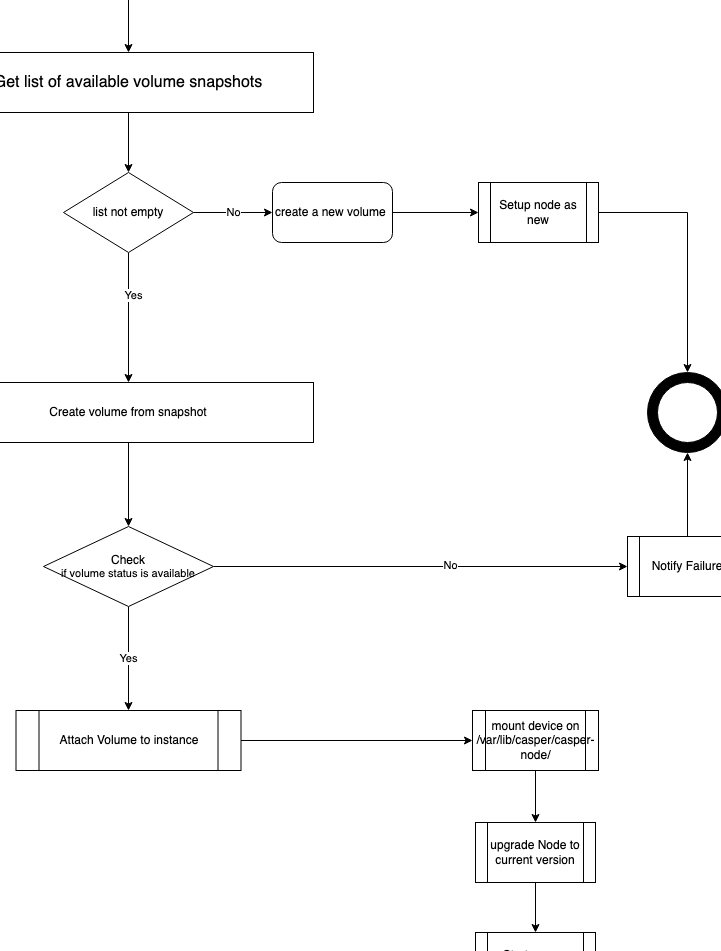 Get list of available volume snapshots
list not empty
No
create a new volume
Setup node as
new
Yes
Create volume from snapshot
Check
if volume status is available
No
Notify Failure
Yes
Attach Volume to instance
mount device on
/var/lib/casper/casper-
node/
upgrade Node to
current version